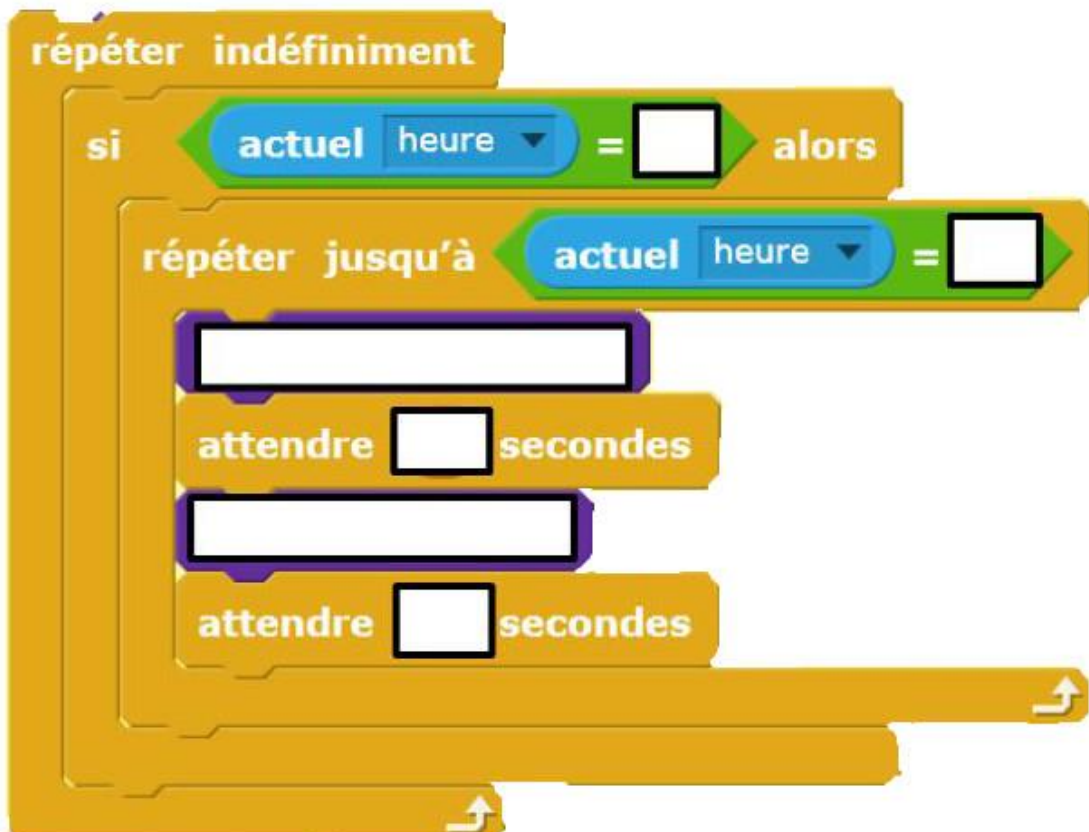 répéter indéfiniment
si actuel heure = alors
répéter jusqu'à actuel heure =
attendre secondes
attendre secondes